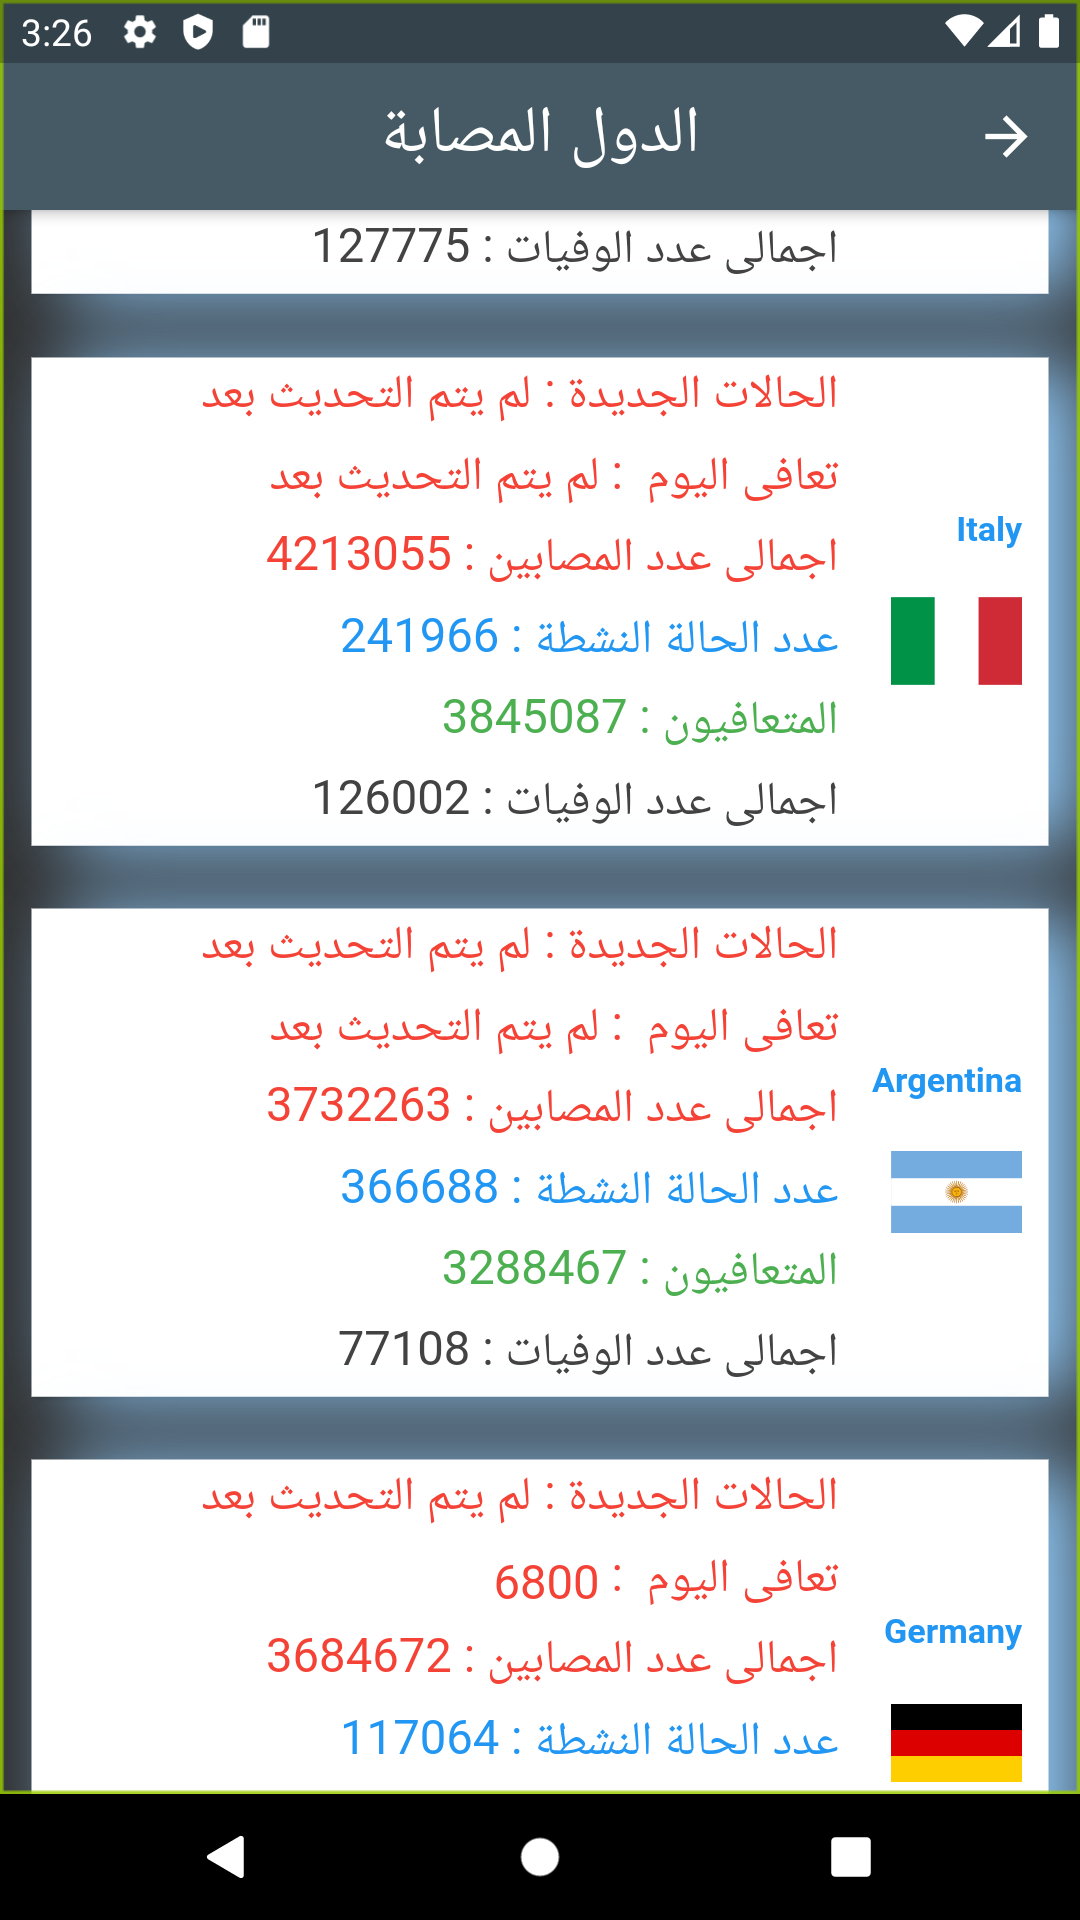 3:26
الدول المصابة
اجمالى عدد الوفيات : 127775
Italy
الحالات الجديدة : لم يتم التحديث بعد
تعافى اليوم : لم يتم التحديث بعد
اجمالى عدد المصابين : 4213055
عدد الحالة النشطة : 241966
المتعافيون : 3845087
اجمالى عدد الوفيات : 126002
Argentina
الحالات الجديدة : لم يتم التحديث بعد
تعافى اليوم : لم يتم التحديث بعد
اجمالى عدد المصابين : 3732263
عدد الحالة النشطة : 366688
المتعافيون : 3288467
اجمالى عدد الوفيات : 77108
Germany
الحالات الجديدة : لم يتم التحديث بعد
تعافى اليوم : 6800
اجمالى عدد المصابين : 3684672
عدد الحالة النشطة : 117064